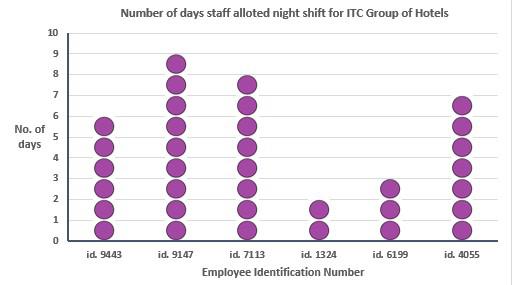 Number of days staff alloted night shift for ITC Group of Hotels
10
9
8
7
6
5
4
3
2
1
0
No. of
days
id. 9443 id. 9147 id. 7113 id. 1324 id. 6199 id. 4055
Employee Identification Number